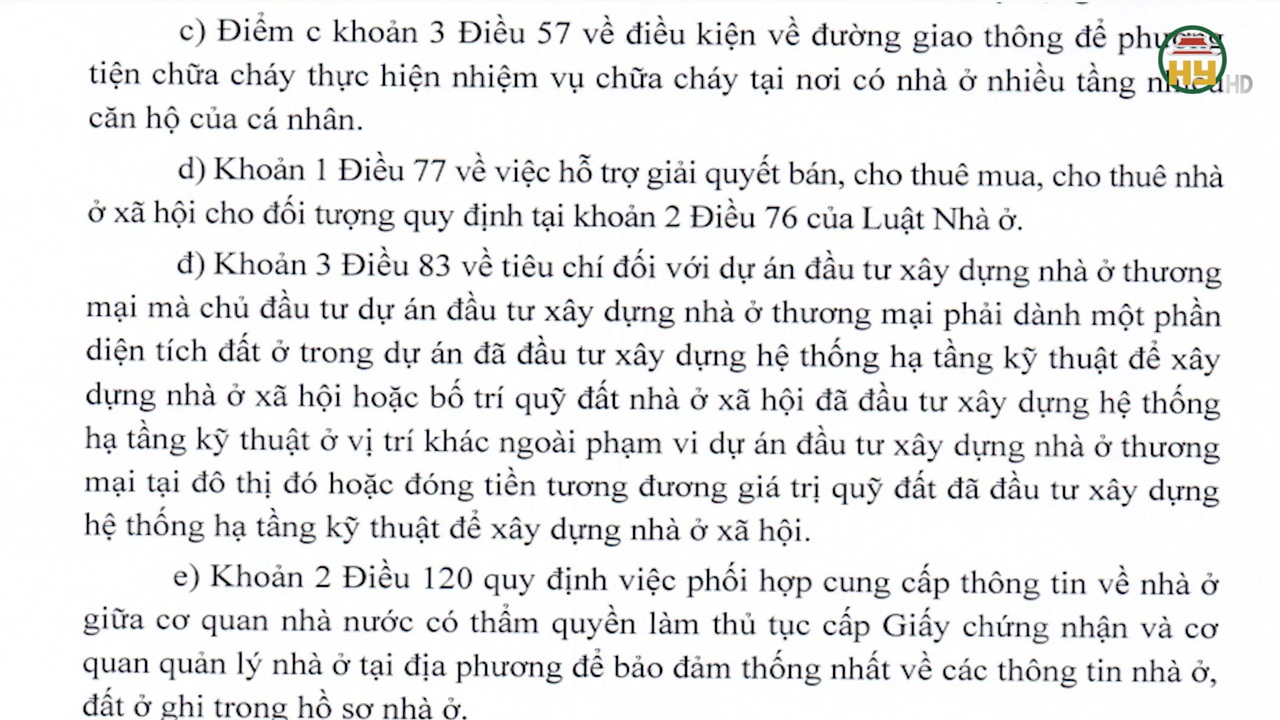 c) Điểm c khoản 3 Điều 57 về điều kiện về đường giao thông để phương
tiện chữa cháy thực hiện nhiệm vụ chữa cháy tại nơi có nhà ở nhiều tầng nhiều
căn hộ của cá nhân.
d) Khoản 1 Điều 77 về việc hỗ trợ giải quyết bán, cho thuê mua, cho thuê nhà
ở xã hội cho đối tượng quy định tại khoản 2 Điều 76 của Luật Nhà ở.
đ) Khoản 3 Điều 83 về tiêu chí đối với dự án đầu tư xây dựng nhà ở thương
mại mà chủ đầu tư dự án đầu tư xây dựng nhà ở thương mại phải dành một phần
diện tích đất ở trong dự án đã đầu tư xây dựng hệ thống hạ tầng kỹ thuật để xây
dựng nhà ở xã hội hoặc bố trí quỹ đất nhà ở xã hội đã đầu tư xây dựng hệ thống
hạ tầng kỹ thuật ở vị trí khác ngoài phạm vi dự án đầu tư xây dựng nhà ở thương
mại tại đô thị đó hoặc đóng tiền tương đương giá trị quỹ đất đã đầu tư xây dựng
hệ thống hạ tầng kỹ thuật để xây dựng nhà ở xã hội.
e) Khoản 2 Điều 120 quy định việc phối hợp cung cấp thông tin về nhà ở
giữa cơ quan nhà nước có thẩm quyền làm thủ tục cấp Giấy chứng nhận và cơ
quan quản lý nhà ở tại địa phương để bảo đảm thống nhất về các thông tin nhà ở,
đất ở ghi trong hồ sơ nhà ở.
HY HD